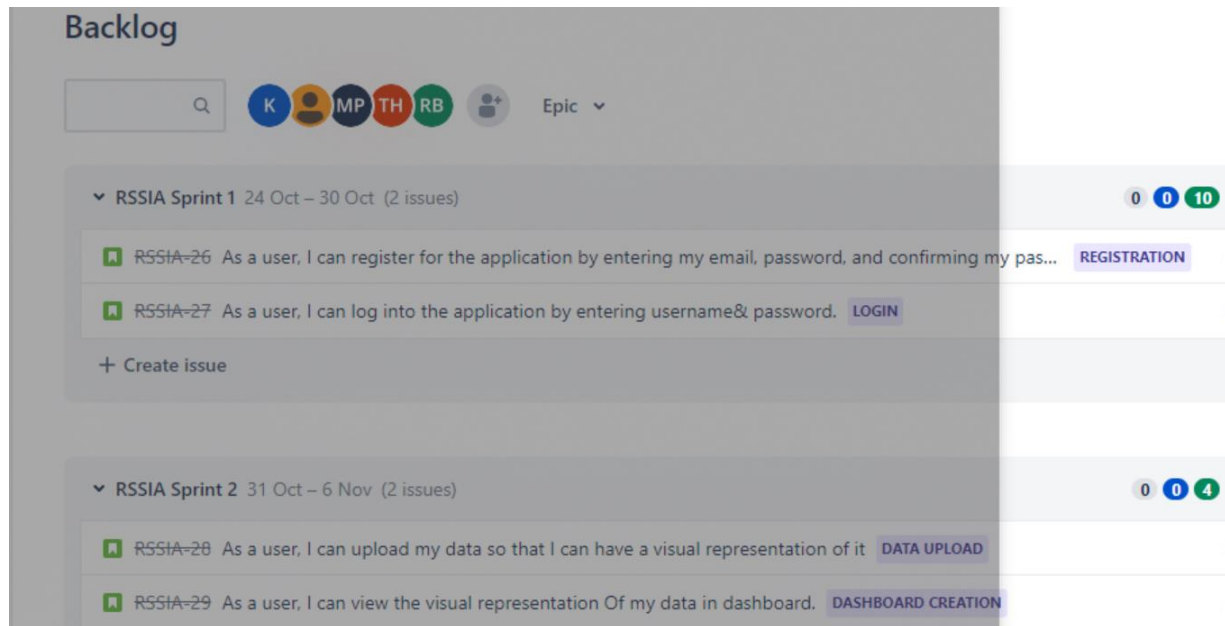 Backlog
K MP TH RB Epic
RSSIA Sprint 1 24 Oct – 30 Oct (2 issues) 0 0 10
RSSIA-26 As a user, I can register for the application by entering my email, password, and confirming my pas... REGISTRATION
RSSIA-27 As a user, I can log into the application by entering username& password. LOGIN
+ Create issue
RSSIA Sprint 2 31 Oct – 6 Nov (2 issues) 0 0 4
RSSIA-28 As a user, I can upload my data so that I can have a visual representation of it DATA UPLOAD
RSSIA-29 As a user, I can view the visual representation Of my data in dashboard. DASHBOARD CREATION